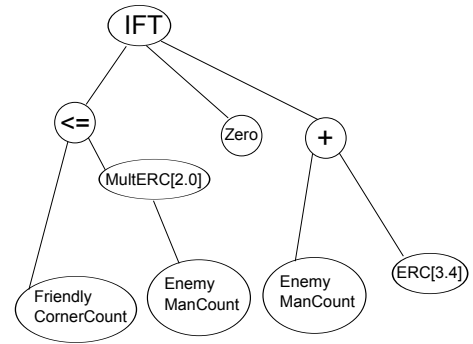 IFT
<=
Zero
+
MultERC[2.0]
Friendly
CornerCount
Enemy
ManCount
Enemy
ManCount
ERC[3.4]